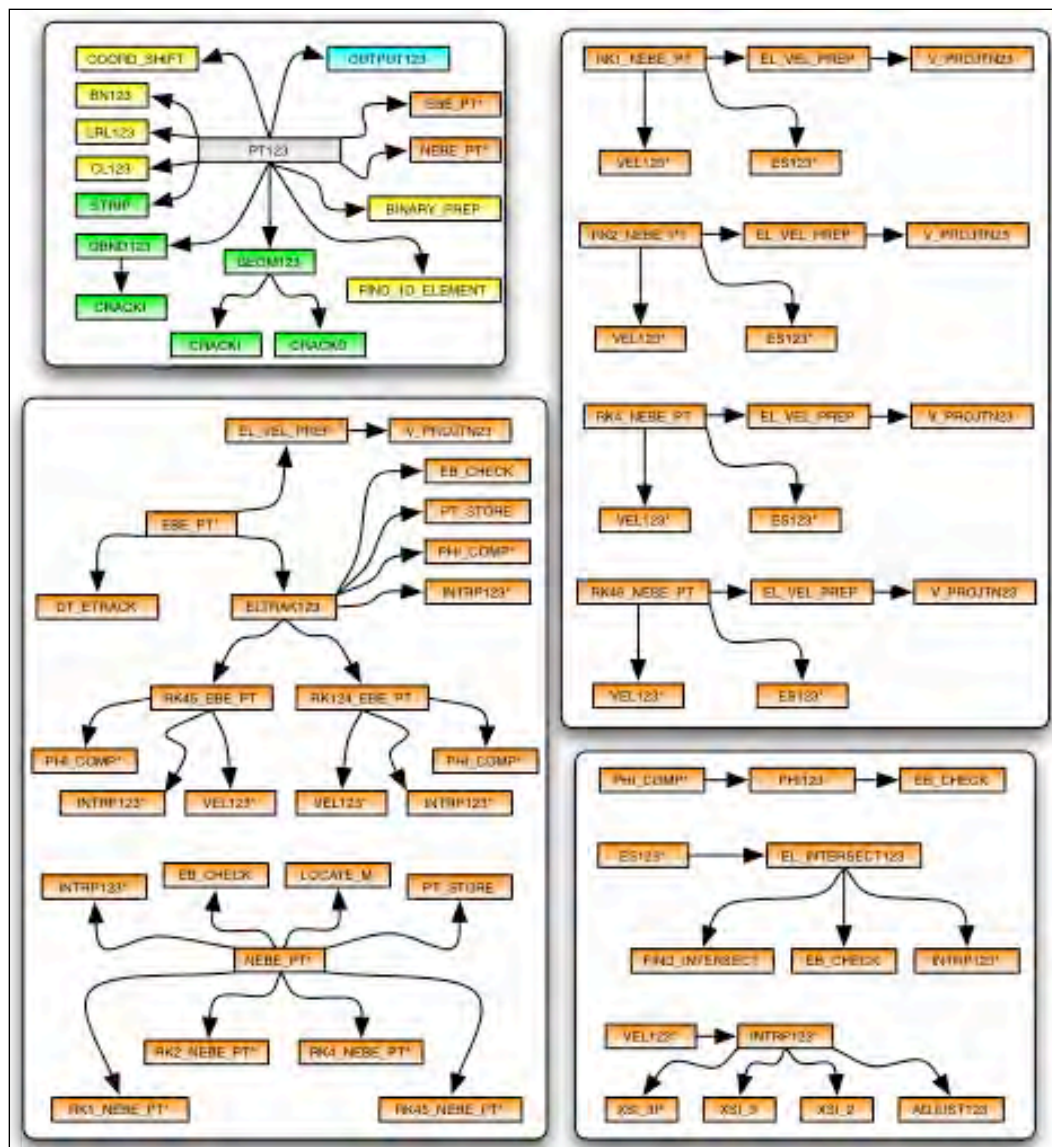 COORD_SHIFT
OUTPUT123
BN123
EBE_PT*
LRL123
PT123
NEBE_PT*
CL123
STRIP
BINARY_PREP
OBND123
GEOM123
FIND_1D_ELEMENT
CRACKI
CRACKI
CRACKD
RK1_NEBE_PT
EL_VEL_PREP
V_PROJTN23
VEL123*
ES123*
RK2_NEBE_PT
EL_VEL_PREP
V_PROJTN23
VEL123*
ES123*
RK4_NEBE_PT
EL_VEL_PREP
V_PROJTN23
VEL123*
ES123*
EL_VEL_PREP
V_PROJTN23
VEL123*
ES123*
EL_VEL_PREP
V_PROJTN23
EB_CHECK
PT_STORE
EBE_PT*
PHI_COMP*
INTRP123*
DT_ETRACK
ELTRAK123
RK45_EBE_PT
RK124_EBE_PT
PHI_COMP*
PHI_COMP*
INTRP123*
VEL123*
VEL123*
INTRP123*
INTRP123*
EB_CHECK
LOCATE_M
PT_STORE
NEBE_PT*
RK2_NEBE_PT*
RK4_NEBE_PT*
RK1_NEBE_PT*
RK45_NEBE_PT*
PHI_COMP*
PHI123
EB_CHECK
ES123*
EL_INTERSECT123
FIND_INTERSECT
EB_CHECK
INTRP123*
VEL123*
INTRP123*
XSI_3P
XSI_3
XSI_2
ADJUST123